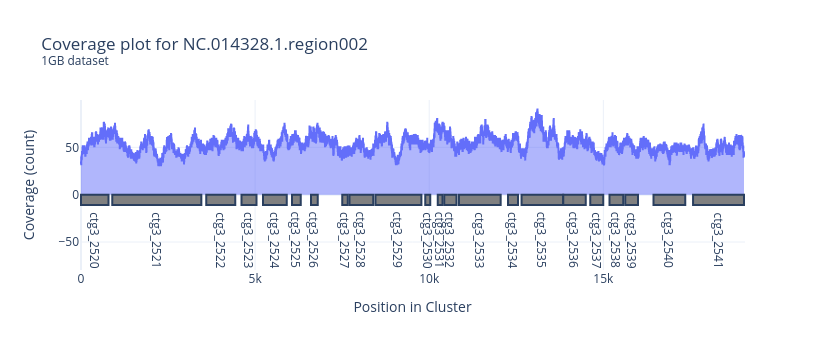 Coverage plot for NC.014328.1.region002
1GB dataset
Coverage (count)
50
0
−50
ctg3_2520
ctg3_2521
ctg3_2522
ctg3_2523
ctg3_2524
ctg3_2525
ctg3_2526
ctg3_2527
ctg3_2528
ctg3_2529
ctg3_2530
ctg3_2531
ctg3_2532
ctg3_2533
ctg3_2534
ctg3_2535
ctg3_2536
ctg3_2537
ctg3_2538
ctg3_2539
ctg3_2540
ctg3_2541
0 5k 10k 15k
Position in Cluster